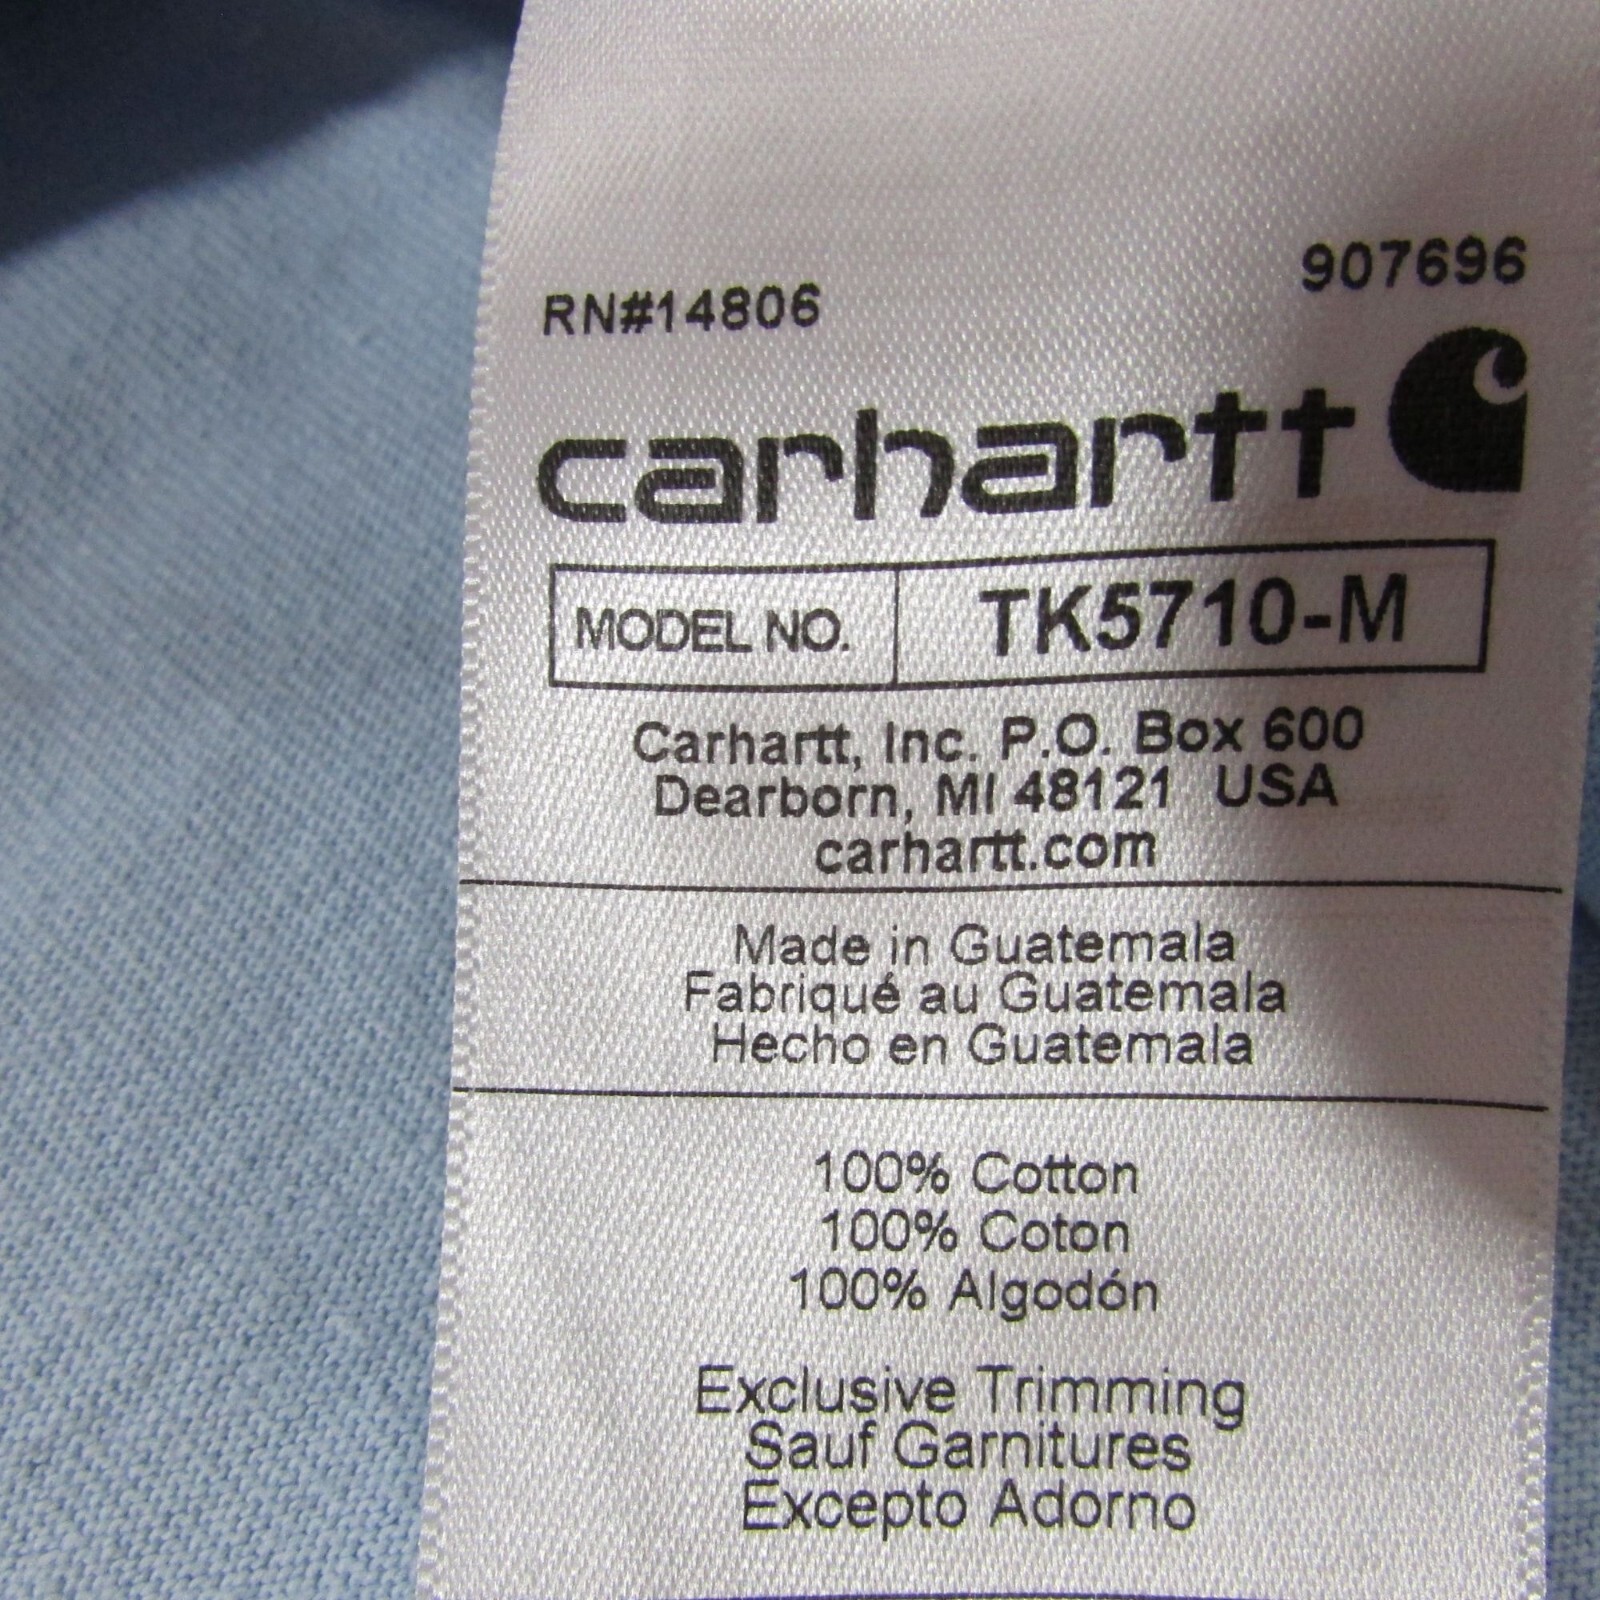 907696
RN#14806
carhartt
MODEL NO. TK5710-M
Carhartt, Inc. P.O. Box 600
Dearborn, MI 48121 USA
carhartt.com
Made in Guatemala
Fabriqué au Guatemala
Hecho en Guatemala
100% Cotton
100% Coton
100% Algodón
Exclusive Trimming
Sauf Garnitures
Excepto Adorno